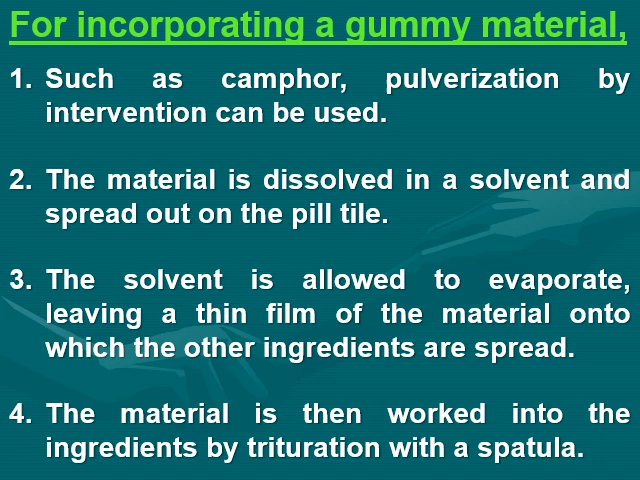 For incorporating a gummy material,
1. Such as camphor, pulverization by
intervention can be used.
2. The material is dissolved in a solvent and
spread out on the pill tile.
3. The solvent is allowed to evaporate,
leaving a thin film of the material onto
which the other ingredients are spread.
4. The material is then worked into the
ingredients by trituration with a spatula.